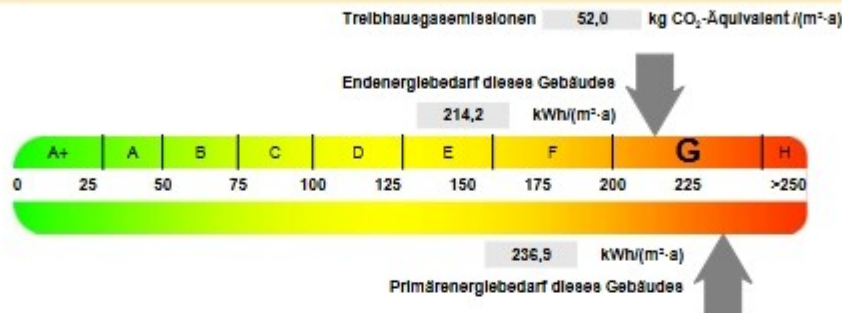 Treibhausgasemissionen 52,0 kg CO₂-Äquivalent /(m²·a)
Endenergiebedarf dieses Gebäudes
214,2 kWh/(m²·a)
A+ A B C D E F G H
0 25 50 75 100 125 150 175 200 225 >250
236,9 kWh/(m²·a)
Primärenergiebedarf dieses Gebäudes